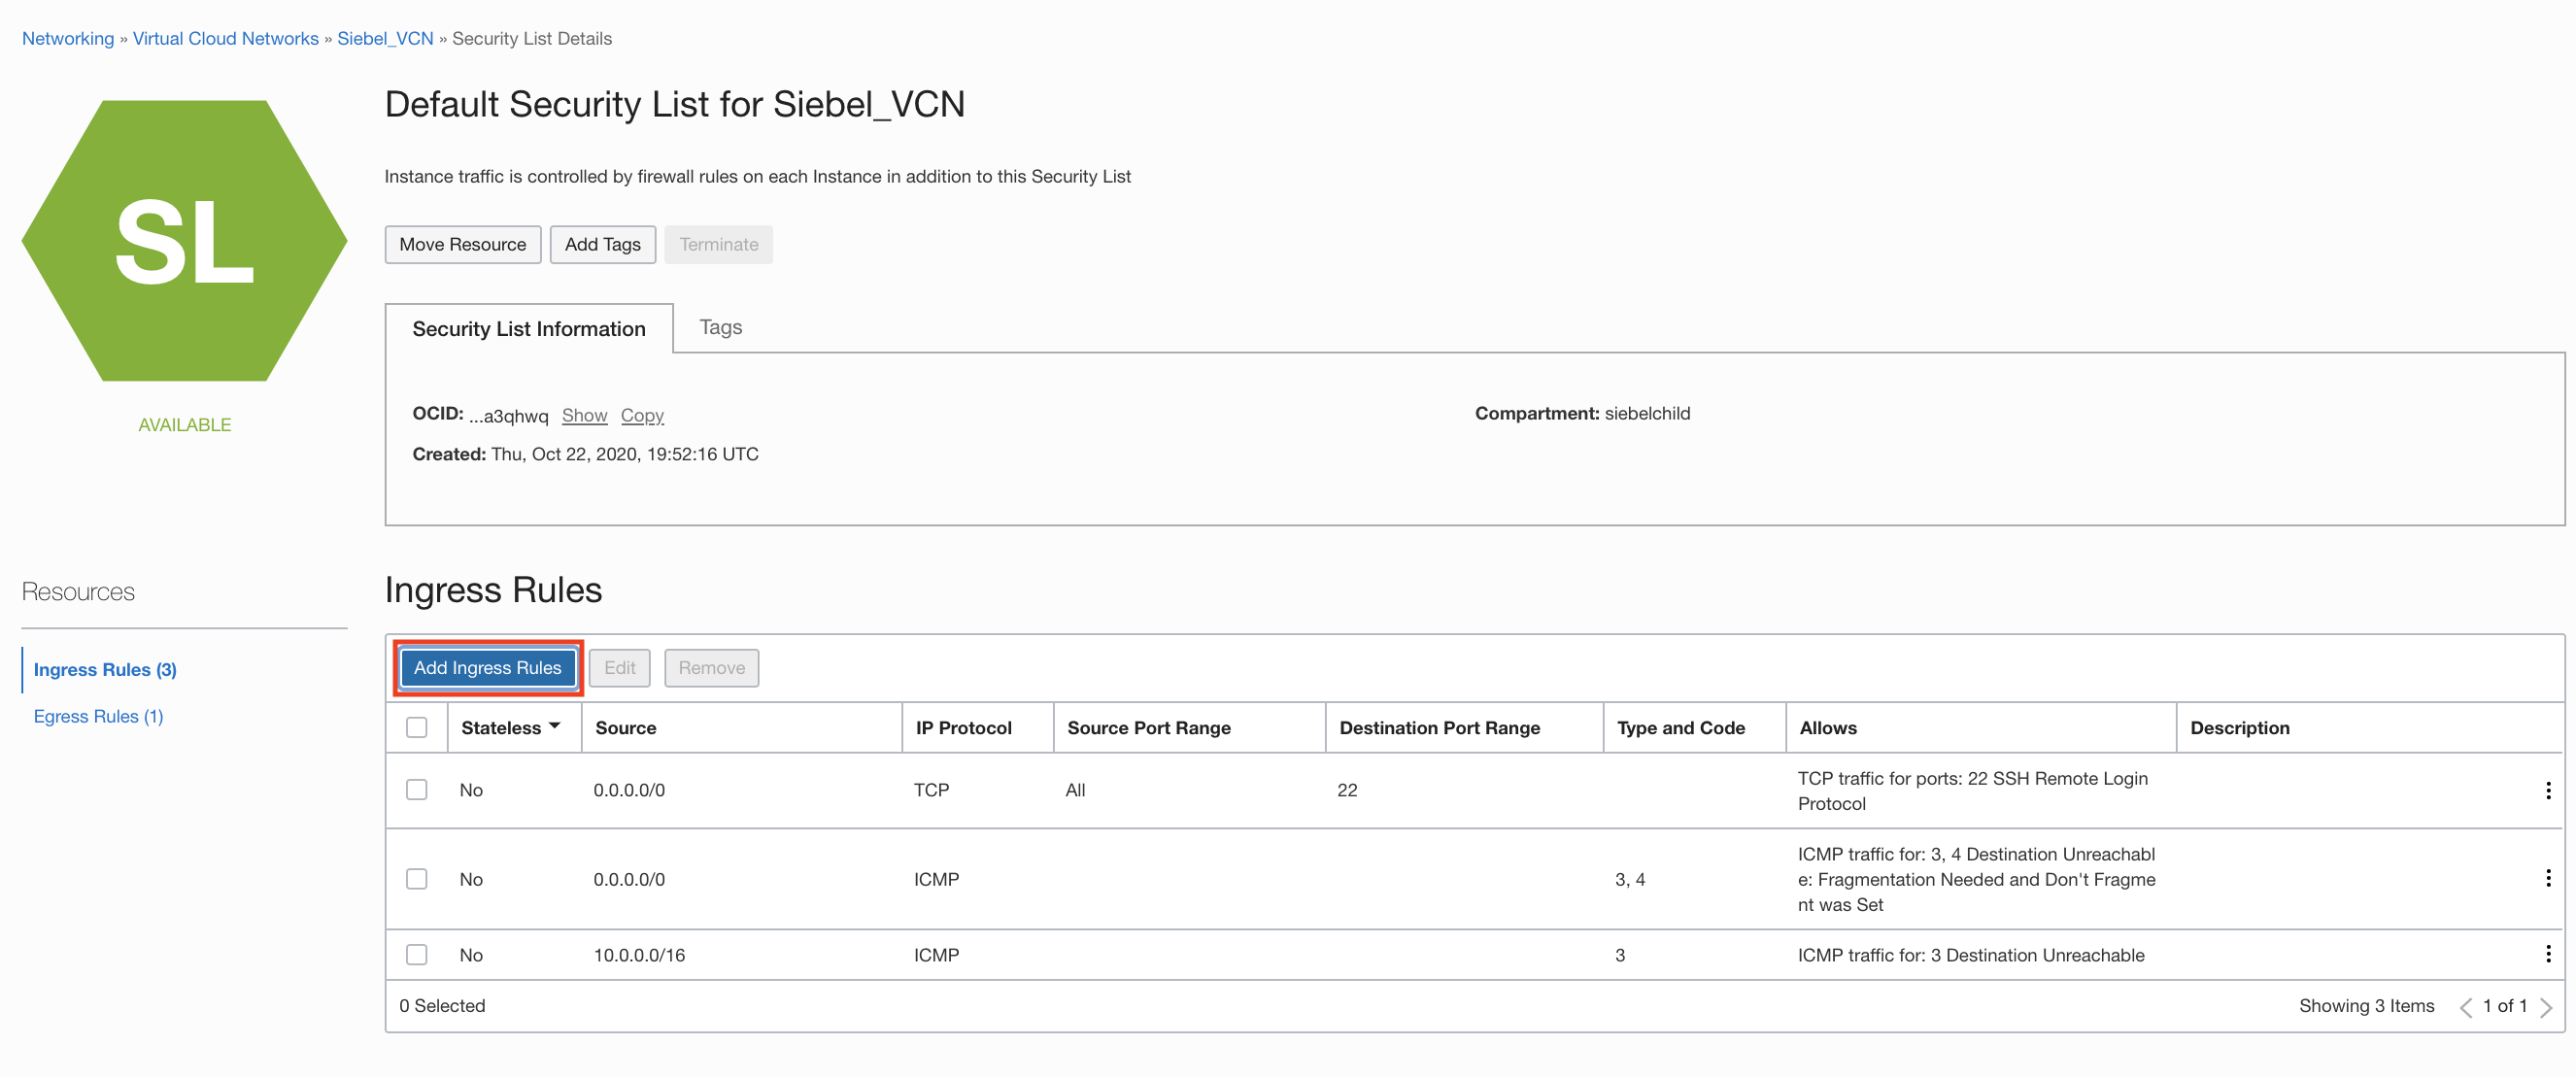 Networking » Virtual Cloud Networks » Siebel_VCN » Security List Details
SL
AVAILABLE
Default Security List for Siebel_VCN
Instance traffic is controlled by firewall rules on each Instance in addition to this Security List
Move Resource Add Tags Terminate
Security List Information Tags
OCID: ...a3qhwq Show Copy
Compartment: siebelchild
Created: Thu, Oct 22, 2020, 19:52:16 UTC
Resources
Ingress Rules (3)
Egress Rules (1)
Ingress Rules
Add Ingress Rules Edit Remove
Stateless Source IP Protocol Source Port Range Destination Port Range Type and Code Allows Description
No 0.0.0.0/0 TCP All 22 TCP traffic for ports: 22 SSH Remote Login
Protocol
No 0.0.0.0/0 ICMP 3, 4 ICMP traffic for: 3, 4 Destination Unreachabl
e: Fragmentation Needed and Don't Fragme
nt was Set
No 10.0.0.0/16 ICMP 3 ICMP traffic for: 3 Destination Unreachable
0 Selected Showing 3 Items 1 of 1